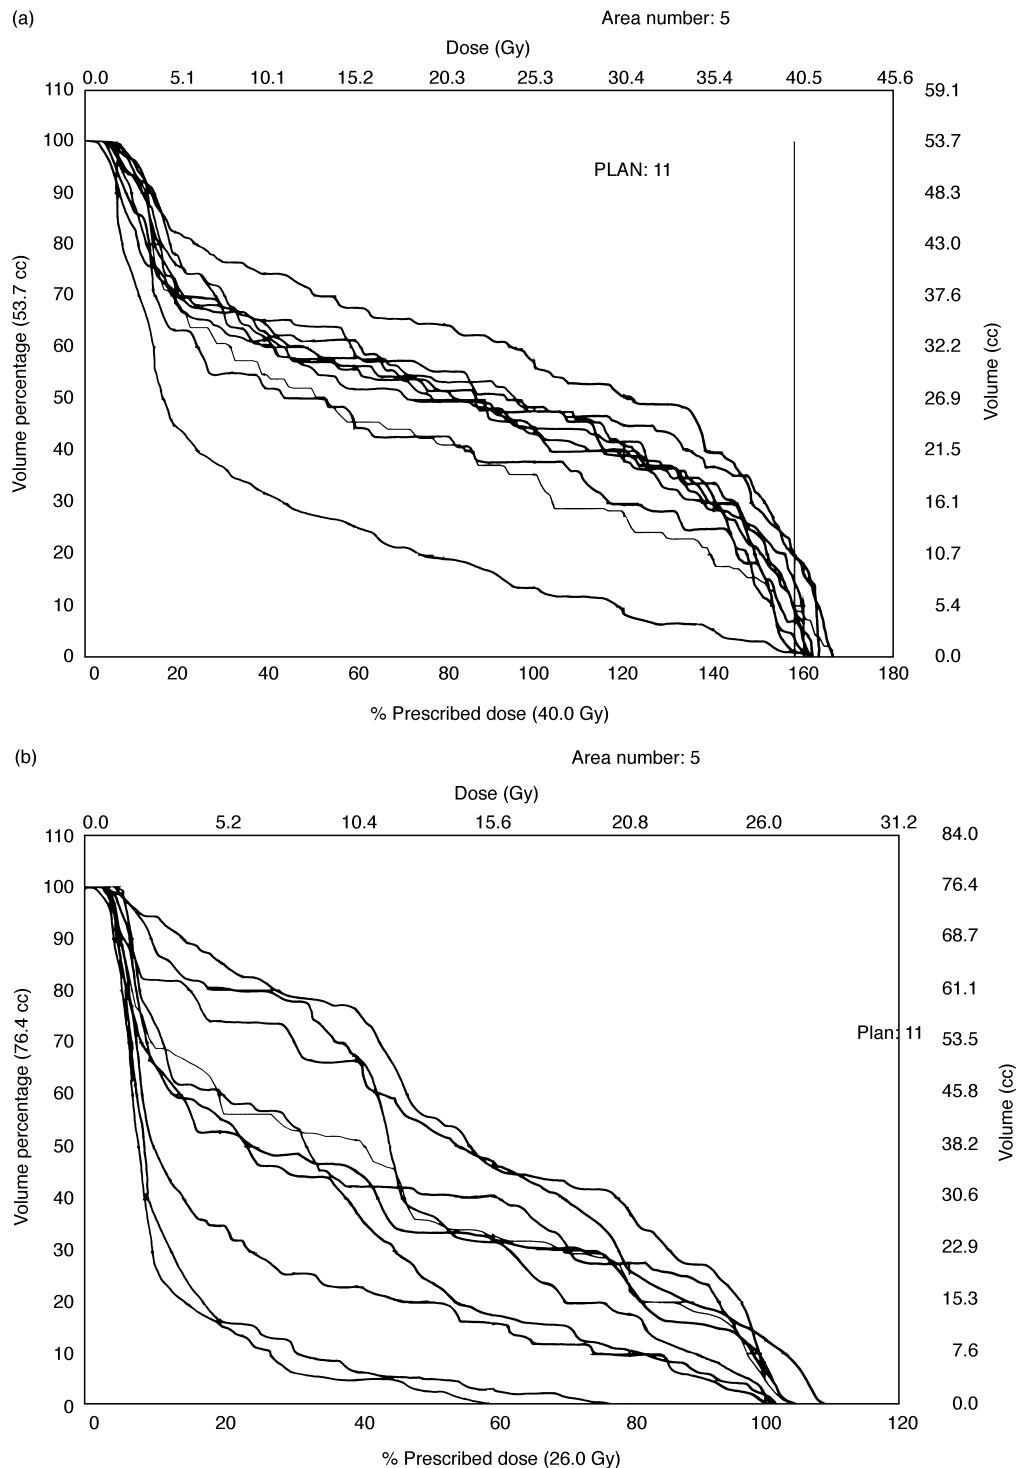 (a)
Area number: 5
Dose (Gy)
0.0 5.1 10.1 15.2 20.3 25.3 30.4 35.4 40.5 45.6
110 59.1
100 53.7
PLAN: 11
90 48.3
80 43.0
70 37.6
60 32.2
50 26.9
40 21.5
30 16.1
20 10.7
10 5.4
0 0.0
Volume percentage (53.7 cc)
Volume (cc)
0 20 40 60 80 100 120 140 160 180
% Prescribed dose (40.0 Gy)
(b)
Area number: 5
Dose (Gy)
0.0 5.2 10.4 15.6 20.8 26.0 31.2
110 84.0
100 76.4
90 68.7
80 61.1
Plan: 11
70 53.5
60 45.8
50 38.2
40 30.6
30 22.9
20 15.3
10 7.6
0 0.0
Volume percentage (76.4 cc)
Volume (cc)
0 20 40 60 80 100 120
% Prescribed dose (26.0 Gy)